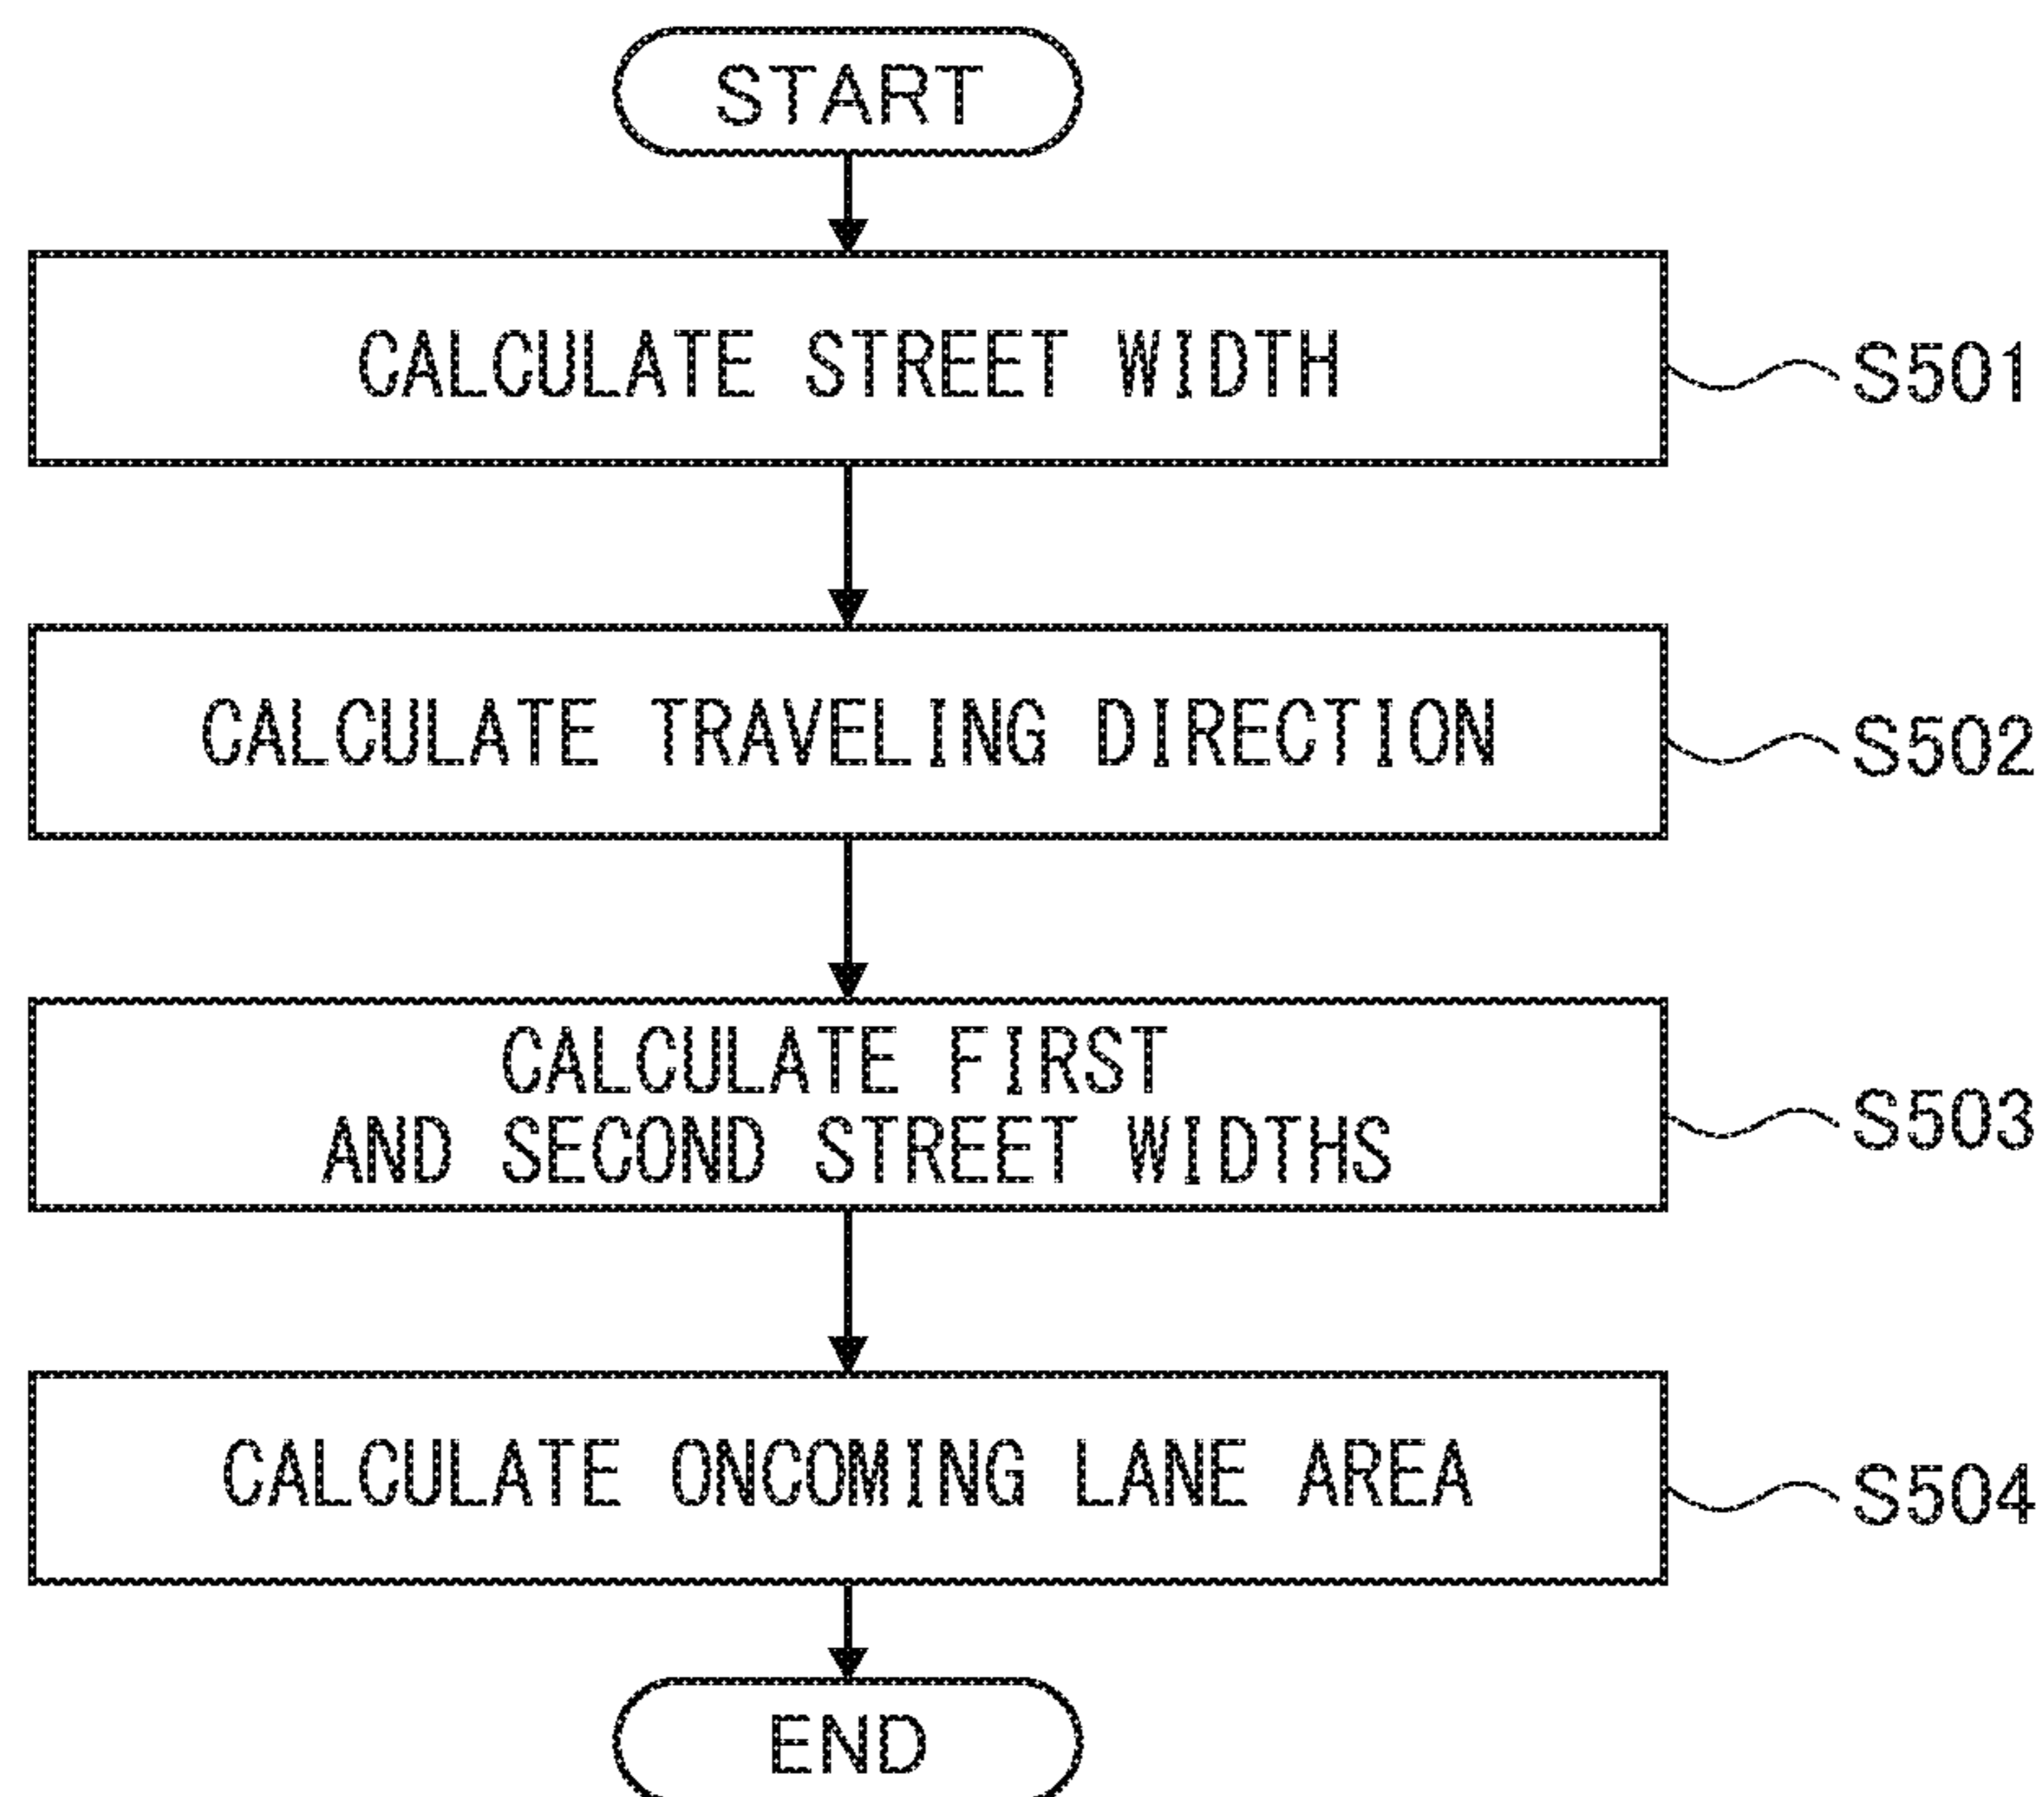 START
CALCULATE STREET WIDTH
S501
CALCULATE TRAVELING DIRECTION
S502
CALCULATE FIRST
AND SECOND STREET WIDTHS
S503
CALCULATE ONCOMING LANE AREA
S504
END